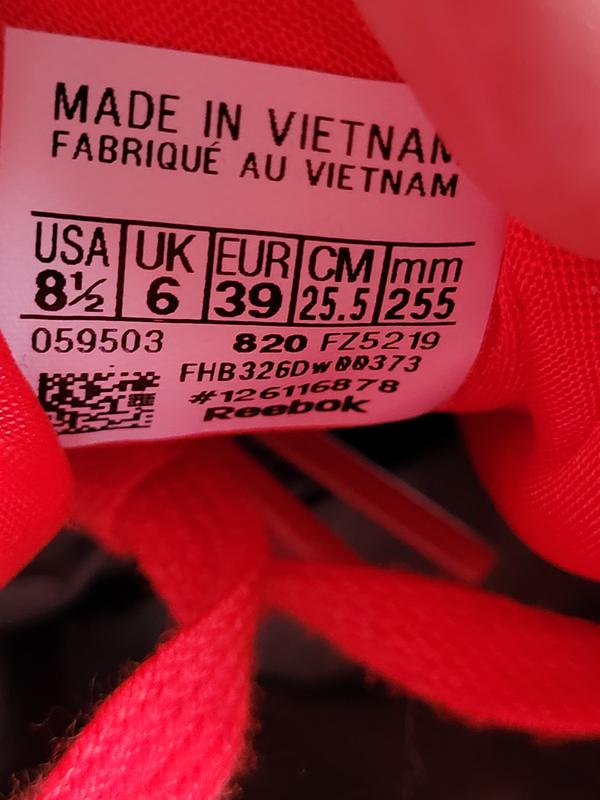 MADE IN VIETNAM
FABRIQUÉ AU VIETNAM
USA UK EUR CM mm
8½ 6 39 25.5 255
059503 820 FZ5219
FHB326Dw00373
#126116878
Reebok